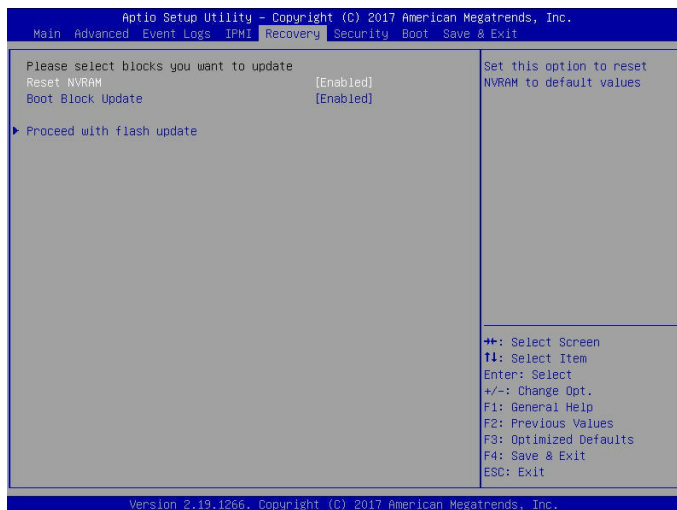 Aptio Setup Utility – Copyright (C) 2017 American Megatrends, Inc.
Main Advanced Event Logs IPMI Recovery Security Boot Save & Exit
Please select blocks you want to update
Reset NVRAM [Enabled]
Boot Block Update [Enabled]
Proceed with flash update
Set this option to reset
NVRAM to default values
→←: Select Screen
↑↓: Select Item
Enter: Select
+/-: Change Opt.
F1: General Help
F2: Previous Values
F3: Optimized Defaults
F4: Save & Exit
ESC: Exit
Version 2.19.1266. Copyright (C) 2017 American Megatrends, Inc.